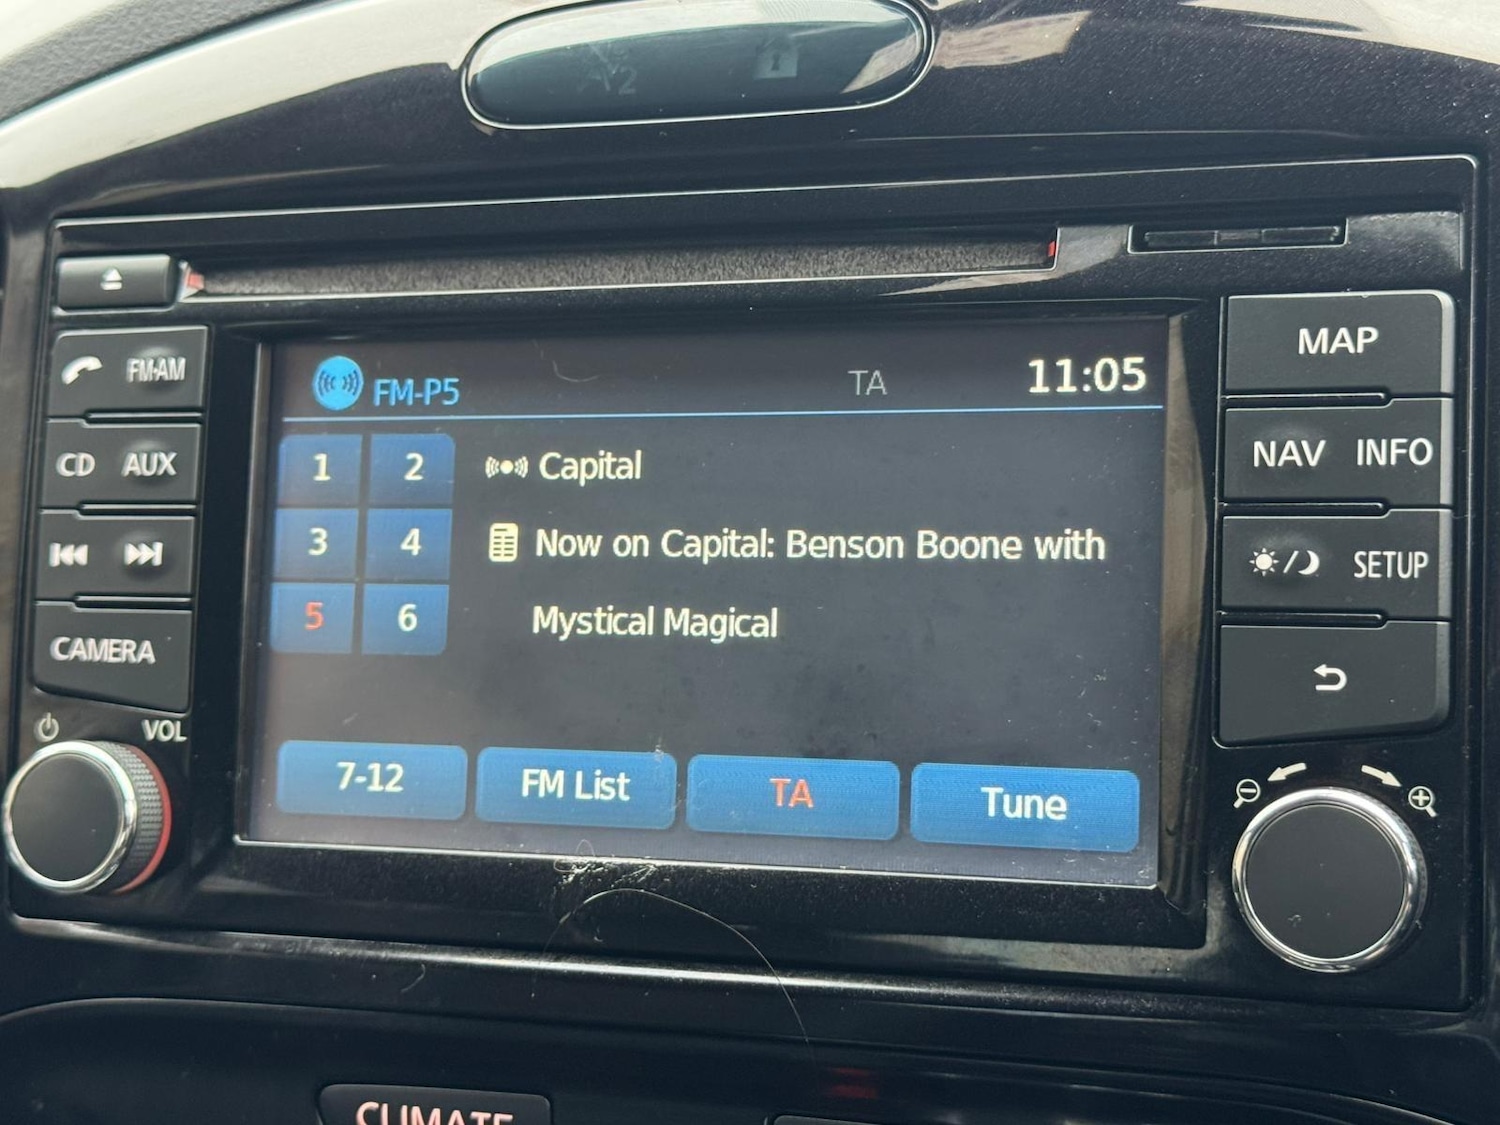 FM·AM
CD AUX
CAMERA
VOL
FM-P5 TA 11:05
1 2
3 4
5 6
Capital
Now on Capital: Benson Boone with
Mystical Magical
7-12 FM List TA Tune
MAP
NAV INFO
SETUP
CLIMATE